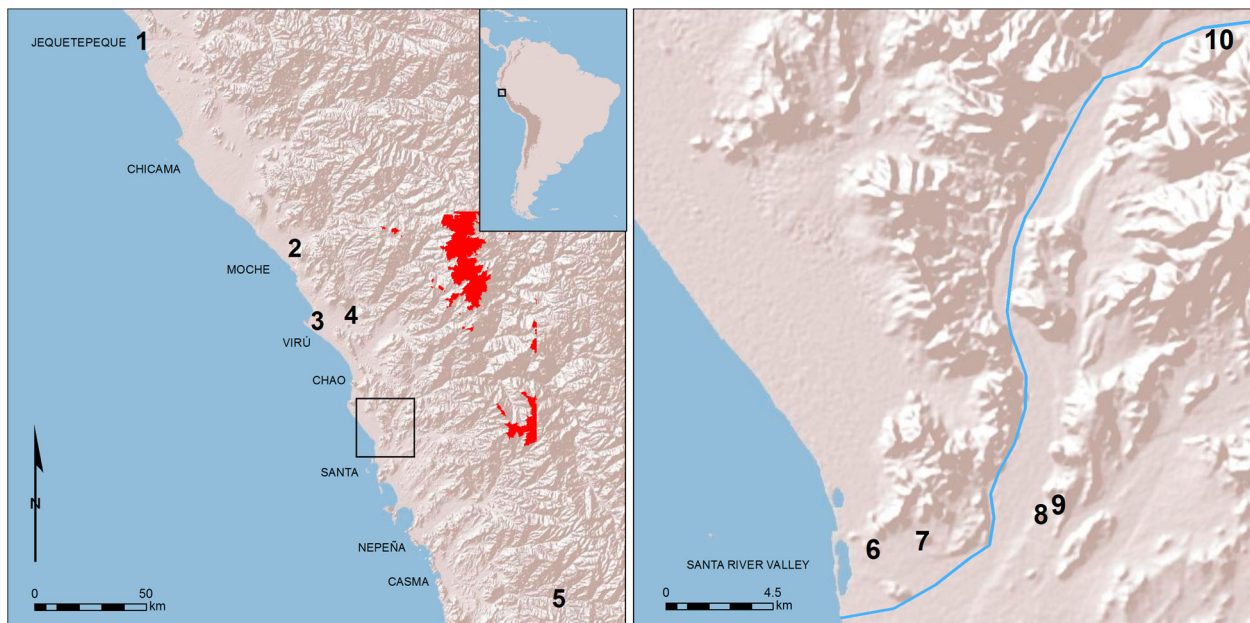 JEQUETEPEQUE
1
CHICAMA
2
MOCHE
3
4
VIRÚ
CHAO
SANTA
N
NEPEÑA
CASMA
5
0
50
km
10
8
9
6
7
SANTA RIVER VALLEY
0
4.5
km